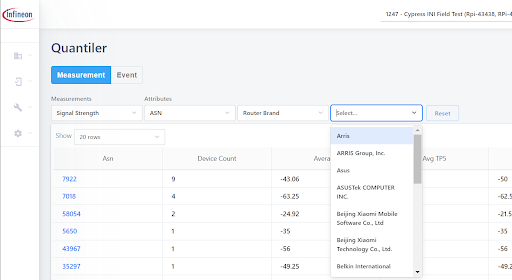 infineon
1247 - Cypress INI Field Test (Rpi-43438, RPi-4
Quantiler
Measurement Event
Measurements Attributes
Signal Strength ASN Router Brand Select... Reset
Show 20 rows
Arris
ARRIS Group, Inc.
Asus
ASUSTek COMPUTER
INC.
Beijing Xiaomi Mobile
Software Co., Ltd
Beijing Xiaomi
Technology Co., Ltd.
Belkin International
Asn Device Count Avera Avg TP5
7922 9 -43.06 -50
7018 4 -63.25 -62.5
58054 2 -24.92 -21.5
5650 1 -35 -35
43967 1 -56 -56
35297 1 -49.25 -49.2